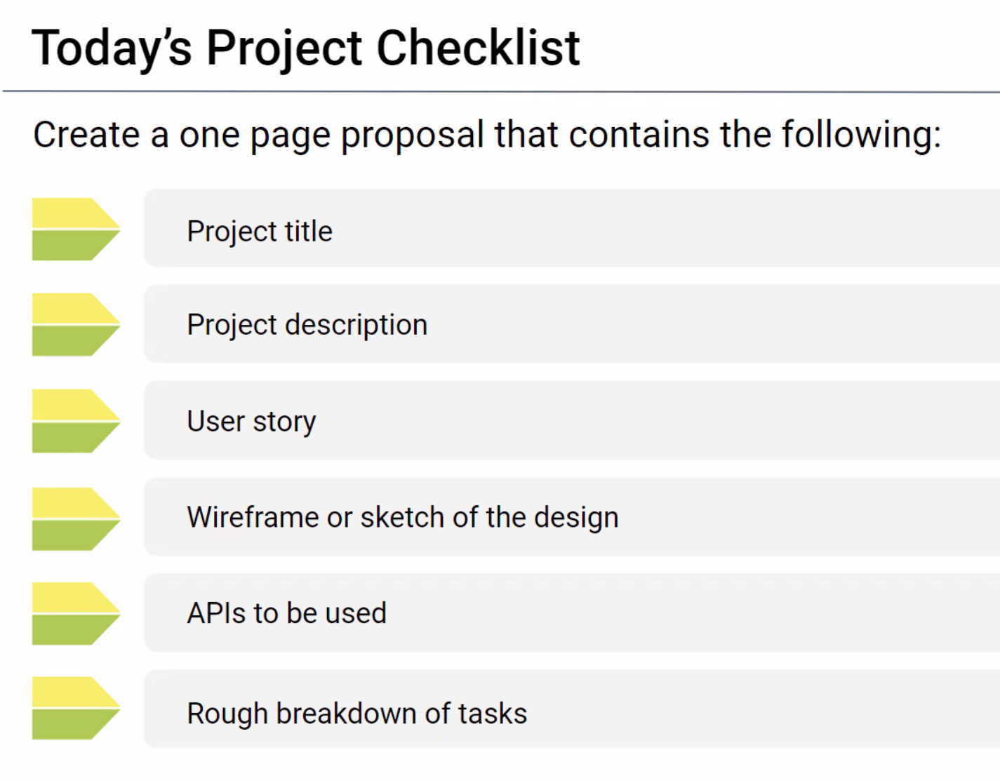 Today’s Project Checklist
Create a one page proposal that contains the following:
Project title
Project description
User story
Wireframe or sketch of the design
APIs to be used
Rough breakdown of tasks